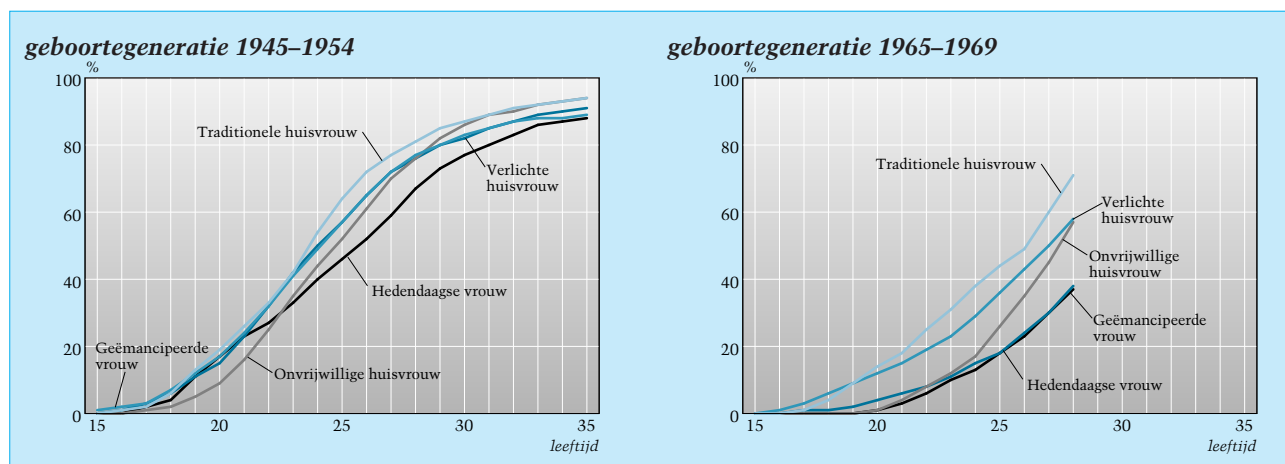 geboortegeneratie 1945–1954
%
100
80
60
40
20
0
Traditionele huisvrouw
Verlichte
huisvrouw
Hedendaagse vrouw
Geëmancipeerde
vrouw
Onvrijwillige huisvrouw
15
20
25
30
35
leeftijd
geboortegeneratie 1965–1969
%
100
80
60
40
20
0
Traditionele huisvrouw
Verlichte
huisvrouw
Onvrijwillige
huisvrouw
Geëmancipeerde
vrouw
Hedendaagse vrouw
15
20
25
30
35
leeftijd